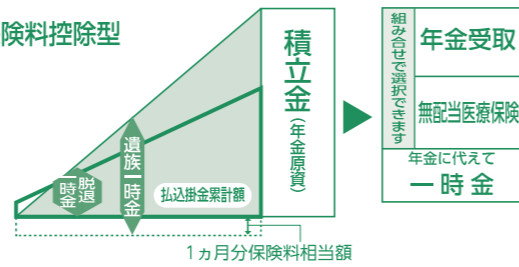 険料控除型
積立金(年金原資)
遺族一時金
脱退一時金
払込掛金累計額
1ヵ月分保険料相当額
組み合せで選択できます
年金受取
無配当医療保険
年金に代えて
一時金